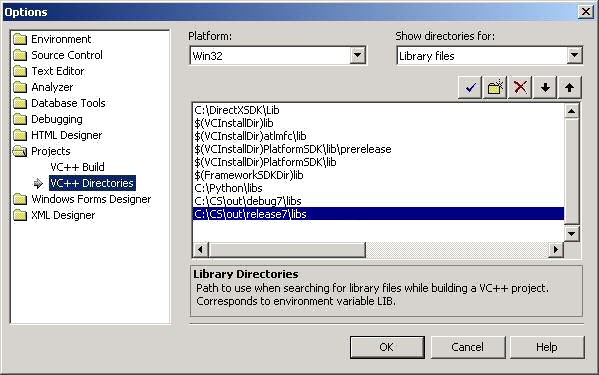 Options
Environment
Source Control
Text Editor
Analyzer
Database Tools
Debugging
HTML Designer
Projects
VC++ Build
VC++ Directories
Windows Forms Designer
XML Designer
Platform:
Win32
Show directories for:
Library files
C:\DirectXSDK\Lib
$(VCInstallDir)lib
$(VCInstallDir)atlmfc\lib
$(VCInstallDir)PlatformSDK\lib\prerelease
$(VCInstallDir)PlatformSDK\lib
$(FrameworkSDKDir)lib
C:\Python\libs
C:\CS\out\debug7\libs
C:\CS\out\release7\libs
Library Directories
Path to use when searching for library files while building a VC++ project.
Corresponds to environment variable LIB.
OK
Cancel
Help